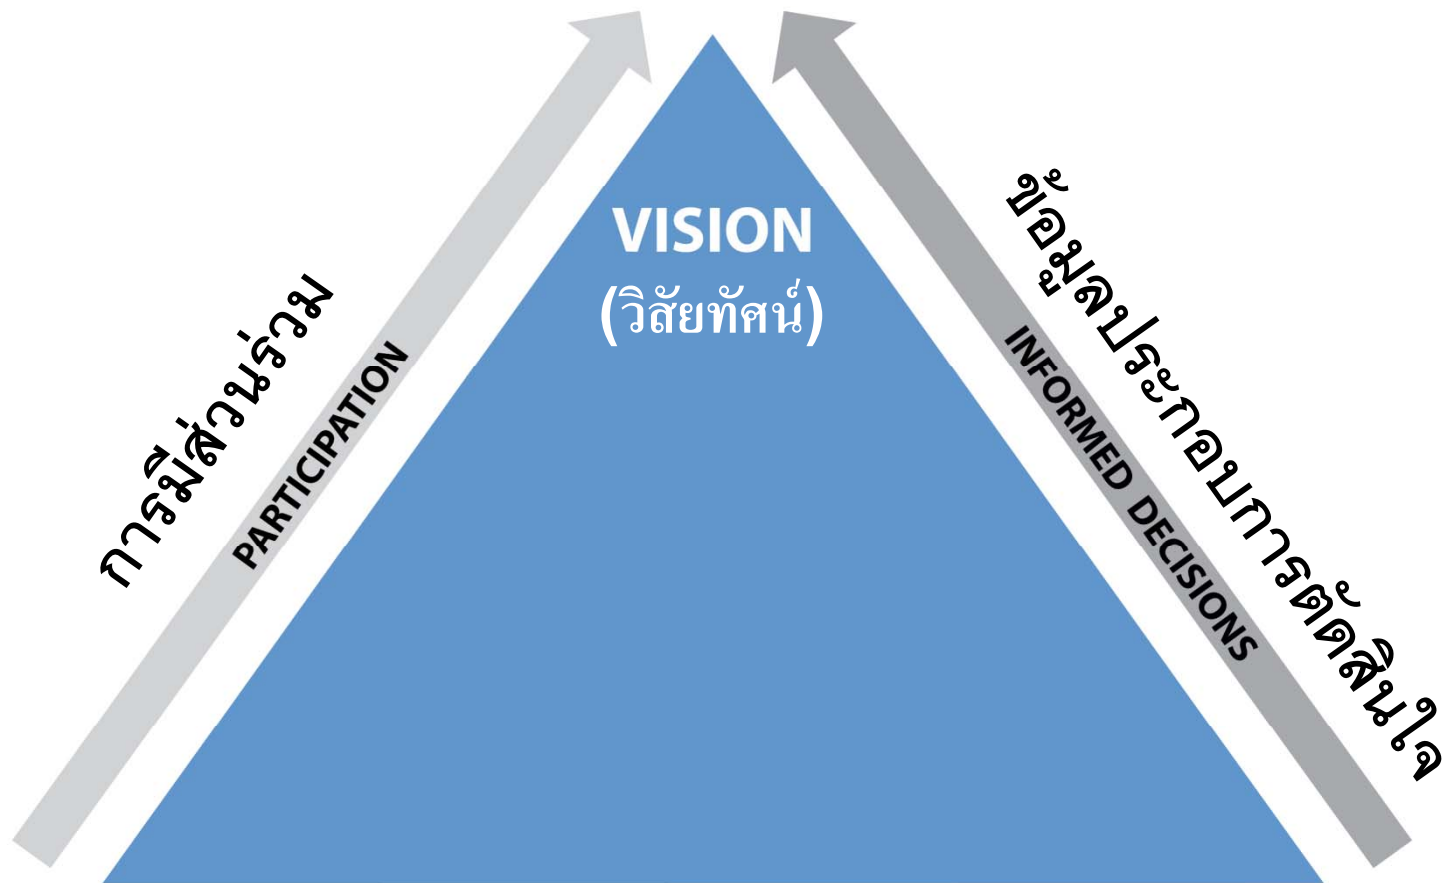 VISION
(วิสัยทัศน์)
การมีส่วนร่วม
PARTICIPATION
ข้อมูลประกอบการตัดสินใจ
INFORMED DECISIONS